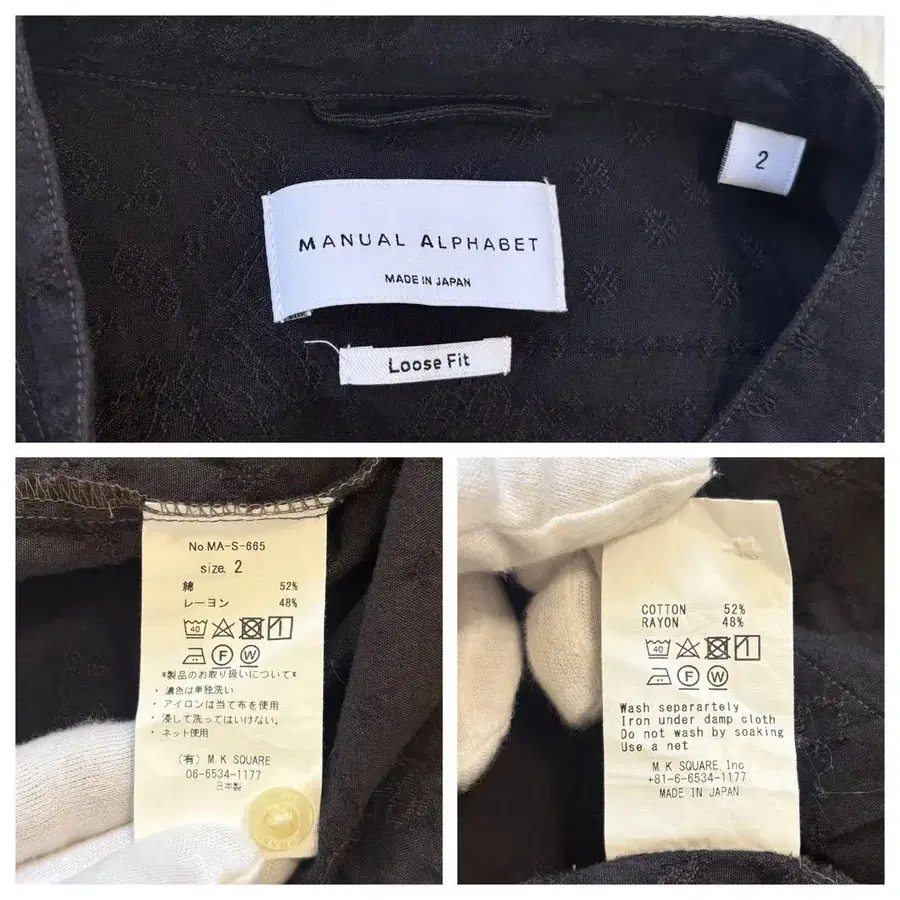 MANUAL ALPHABET
MADE IN JAPAN
2
Loose Fit
No.MA-S-665
size. 2
綿 52%
レーヨン 48%
40
F W
*製品のお取り扱いについて*
・濃色は単独洗い
・アイロンは当て布を使用
・浸して洗ってはいけない。
・ネット使用
(有) M.K SQUARE
06-6534-1177
日本製
COTTON 52%
RAYON 48%
40
F W
Wash separartely
Iron under damp cloth
Do not wash by soaking
Use a net
M.K SQUARE, Inc
+81-6-6534-1177
MADE IN JAPAN